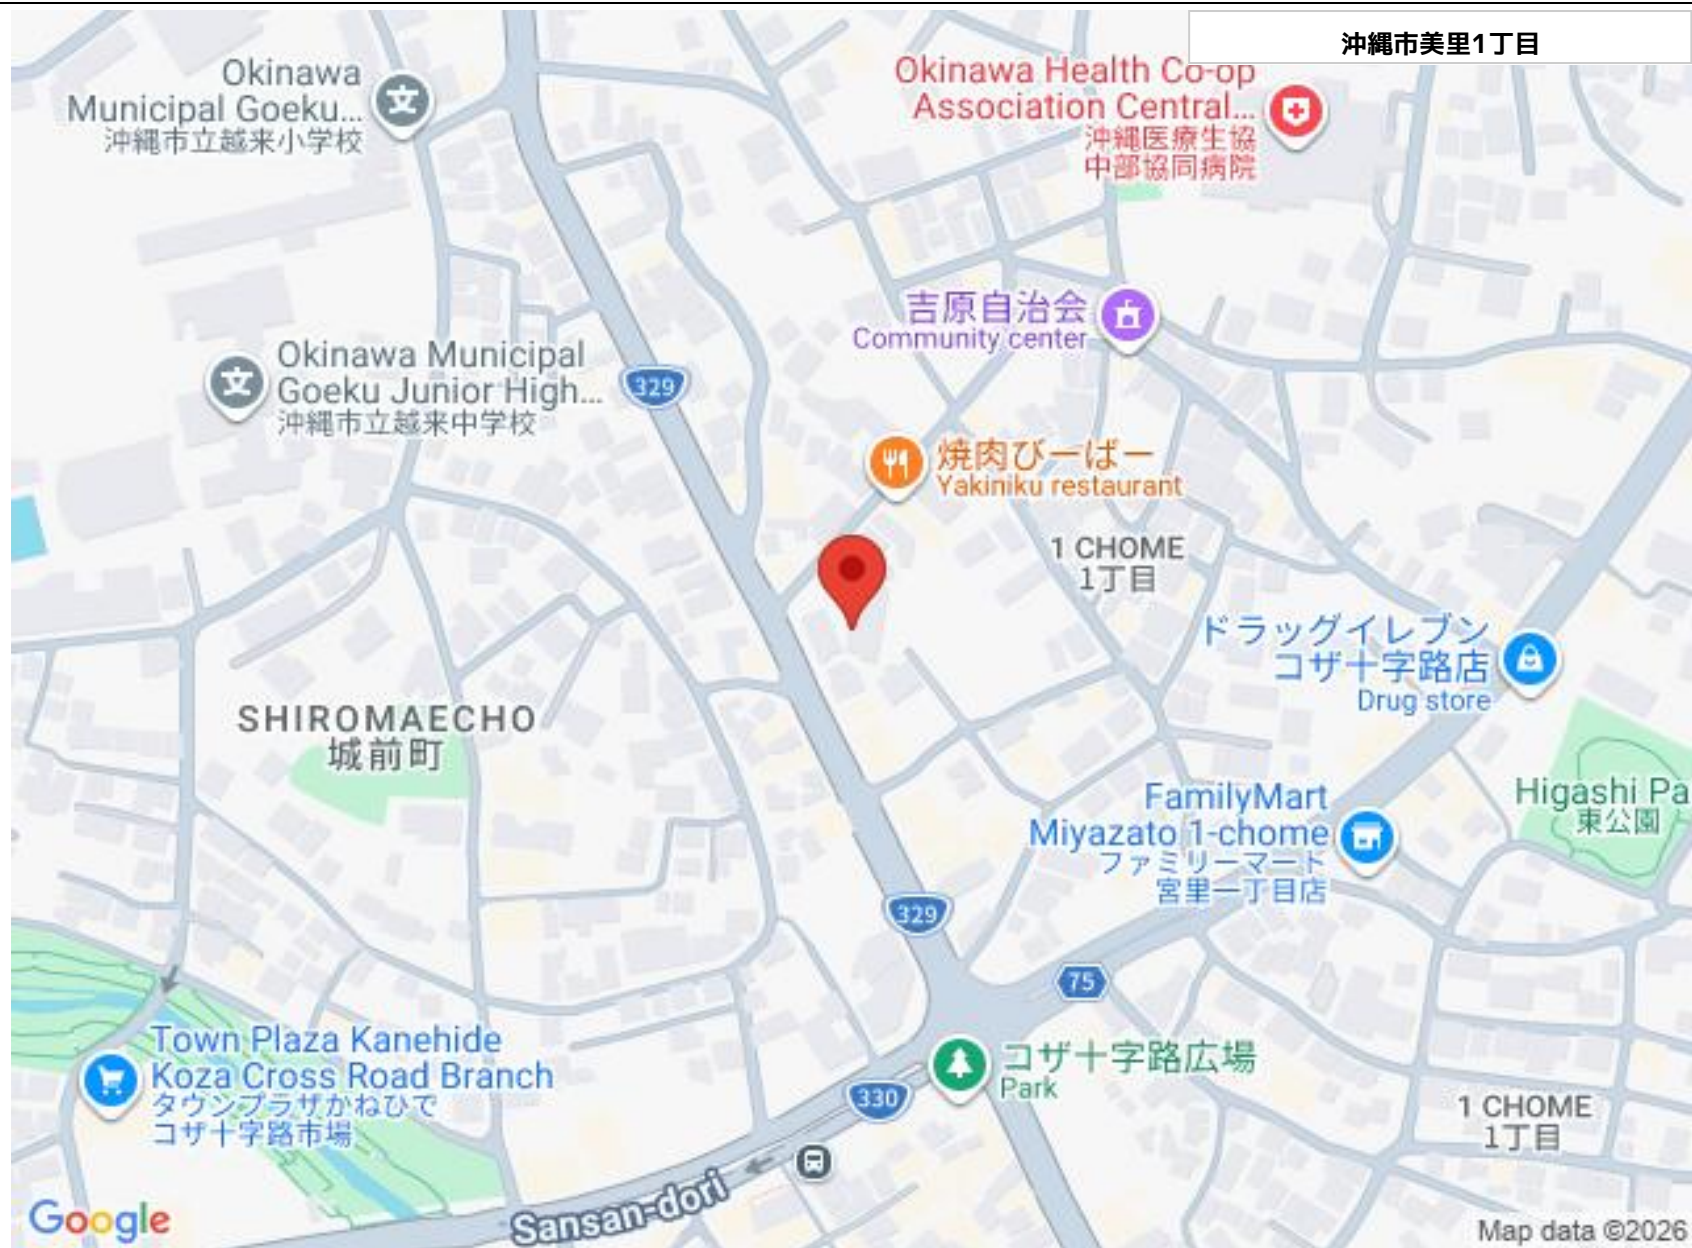 沖縄市美里1丁目
Okinawa
Municipal Goeku...
沖縄市立越来小学校
Okinawa Health Co-op
Association Central...
沖縄医療生協
中部協同病院
吉原自治会
Community center
Okinawa Municipal
Goeku Junior High...
沖縄市立越来中学校
329
焼肉びーばー
Yakiniku restaurant
1 CHOME
1丁目
ドラッグイレブン
コザ十字路店
Drug store
SHIROMAECHO
城前町
FamilyMart
Miyazato 1-chome
ファミリーマート
宮里一丁目店
Higashi Pa
東公園
329
75
Town Plaza Kanehide
Koza Cross Road Branch
タウンプラザかねひで
コザ十字路市場
コザ十字路広場
Park
330
1 CHOME
1丁目
Sansan-dori
Google
Map data ©2026